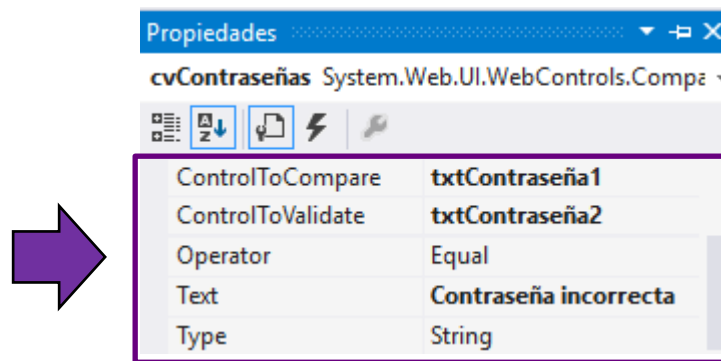 Propiedades
cvContraseñas System.Web.UI.WebControls.Compa
ControlToCompare txtContraseña1
ControlToValidate txtContraseña2
Operator Equal
Text Contraseña incorrecta
Type String